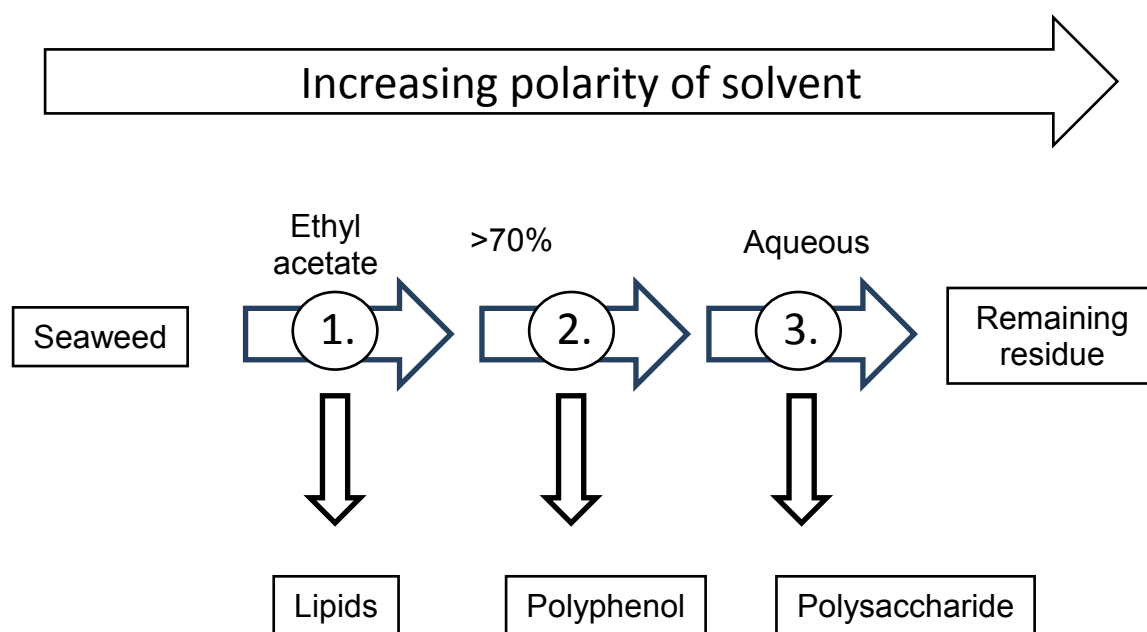 Increasing polarity of solvent
Ethyl
acetate
>70%
Aqueous
Seaweed
1.
2.
3.
Remaining
residue
Lipids
Polyphenol
Polysaccharide